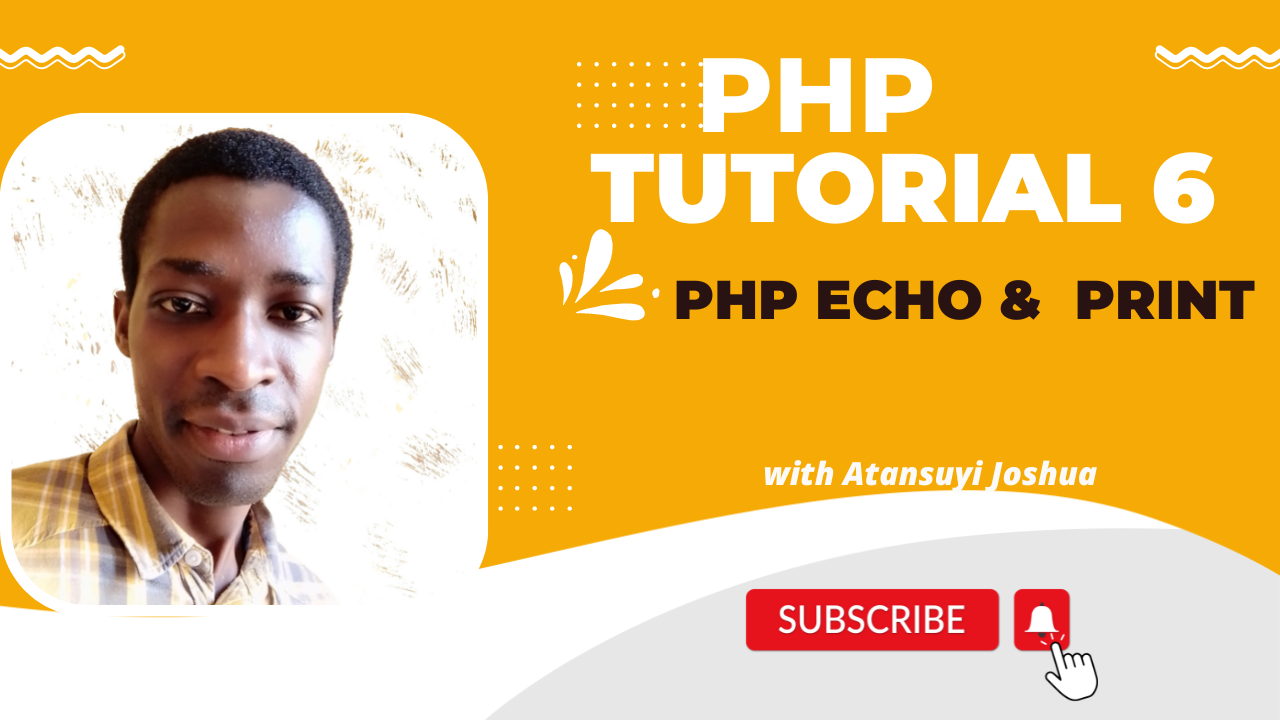 PHP
TUTORIAL 6
PHP ECHO & PRINT
with Atansuyi Joshua
SUBSCRIBE